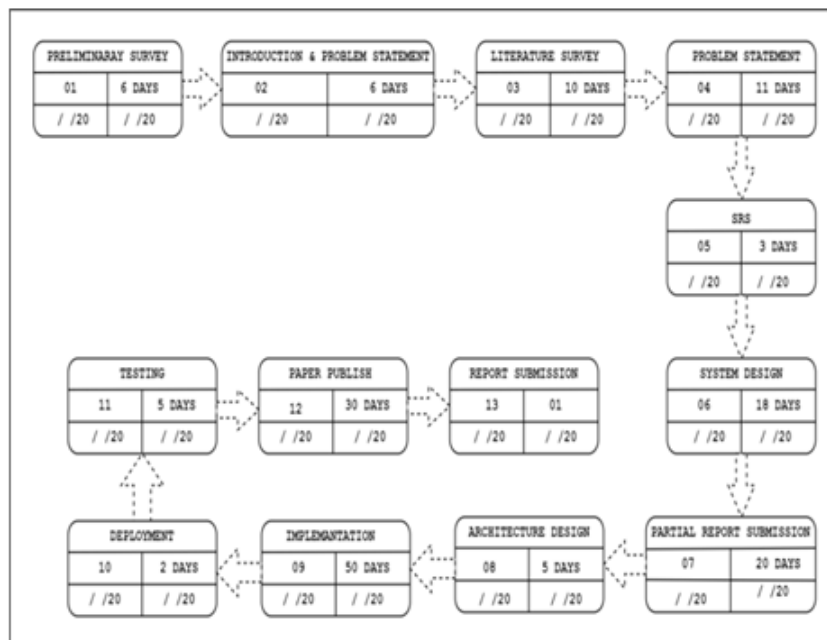 PRELIMINARAY SURVEY
01 6 DAYS
/ /20 / /20
INTRODUCTION & PROBLEM STATEMENT
02 6 DAYS
/ /20 / /20
LITERATURE SURVEY
03 10 DAYS
/ /20 / /20
PROBLEM STATEMENT
04 11 DAYS
/ /20 / /20
SRS
05 3 DAYS
/ /20 / /20
SYSTEM DESIGN
06 18 DAYS
/ /20 / /20
PARTIAL REPORT SUBMISSION
07 20 DAYS
/ /20 / /20
ARCHITECTURE DESIGN
08 5 DAYS
/ /20 / /20
IMPLEMANTATION
09 50 DAYS
/ /20 / /20
DEPLOYMENT
10 2 DAYS
/ /20 / /20
TESTING
11 5 DAYS
/ /20 / /20
PAPER PUBLISH
12 30 DAYS
/ /20 / /20
REPORT SUBMISSION
13 01
/ /20 / /20